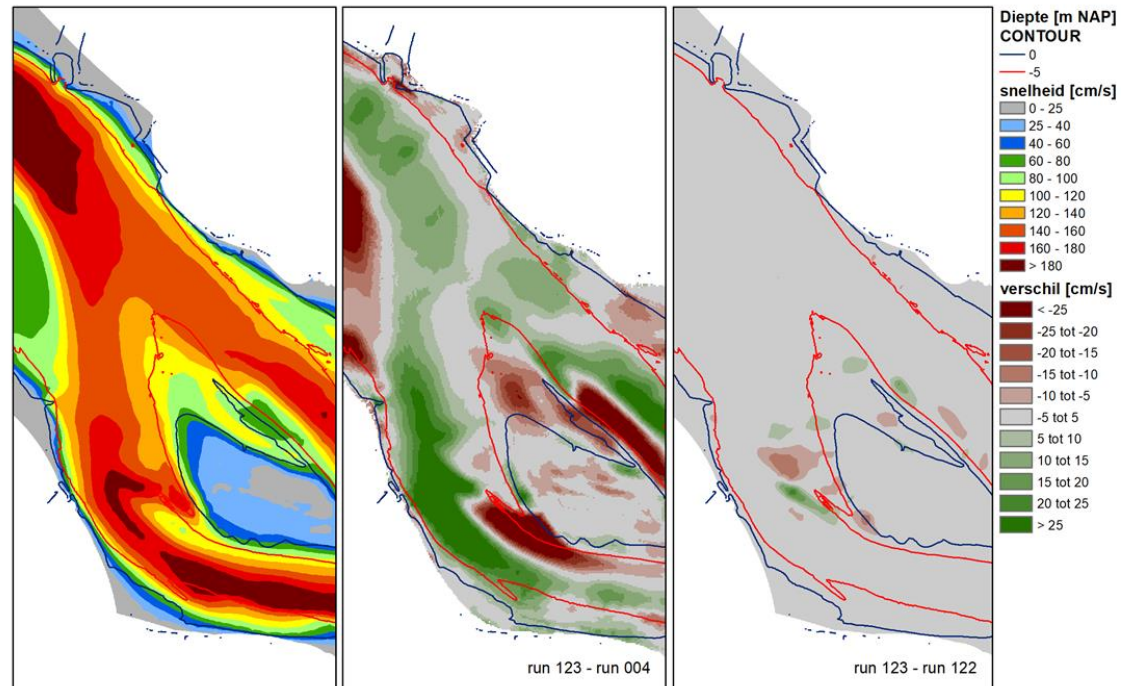 Diepte [m NAP]
CONTOUR
0
-5
snelheid [cm/s]
0 - 25
25 - 40
40 - 60
60 - 80
80 - 100
100 - 120
120 - 140
140 - 160
160 - 180
> 180
verschil [cm/s]
< -25
-25 tot -20
-20 tot -15
-15 tot -10
-10 tot -5
-5 tot 5
5 tot 10
10 tot 15
15 tot 20
20 tot 25
> 25
run 123 - run 004
run 123 - run 122